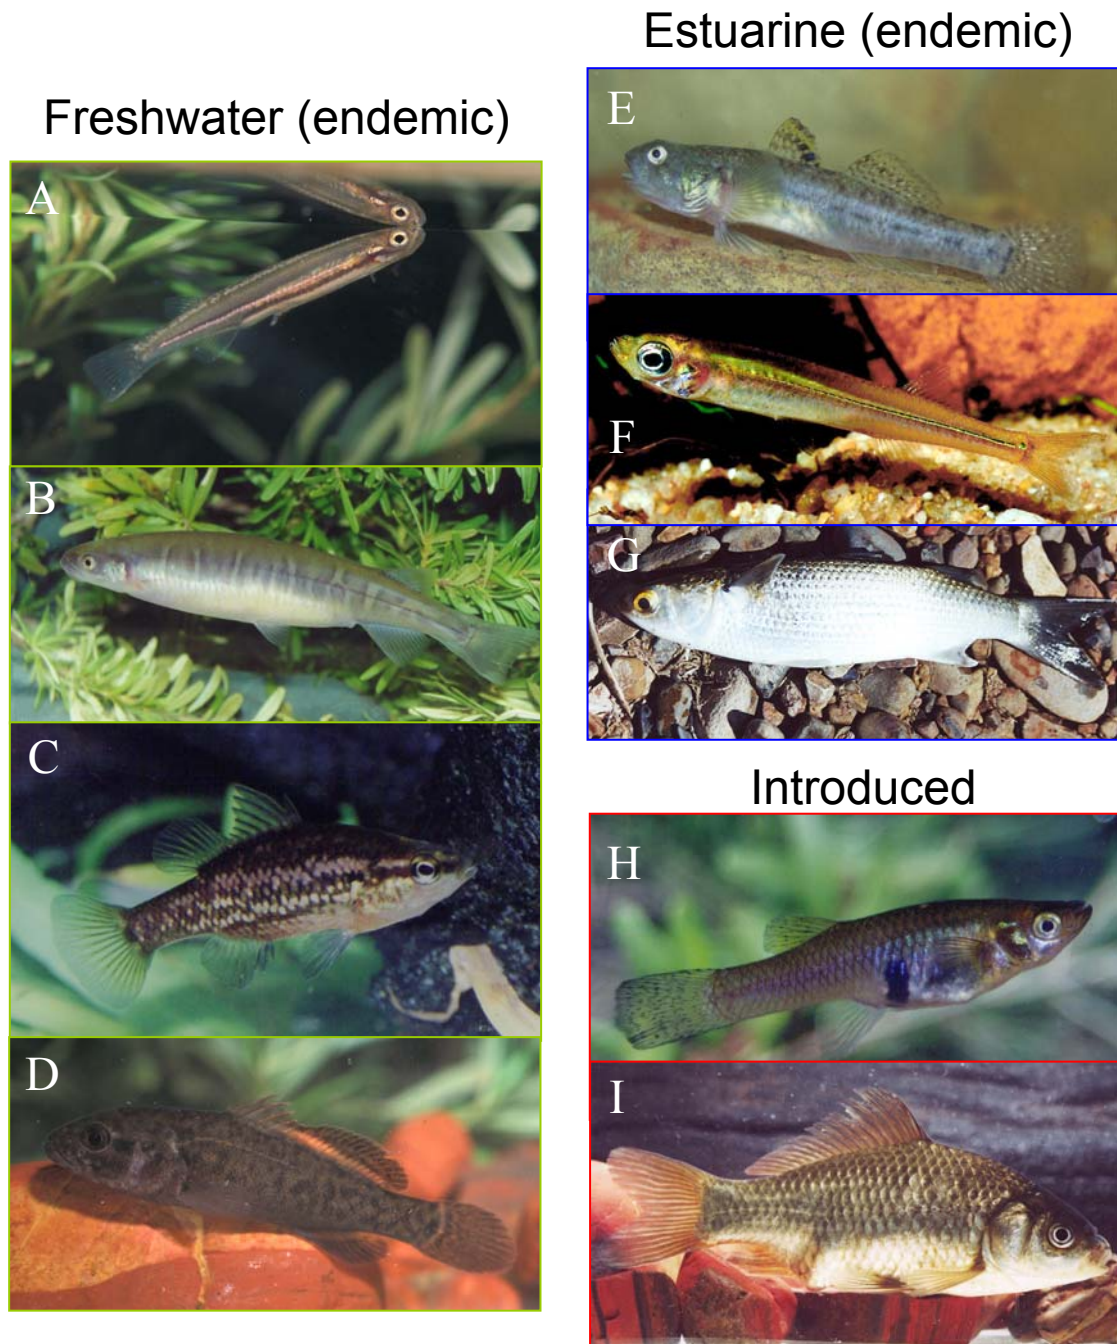 Freshwater (endemic)
A
B
C
D
Estuarine (endemic)
E
F
G
Introduced
H
I